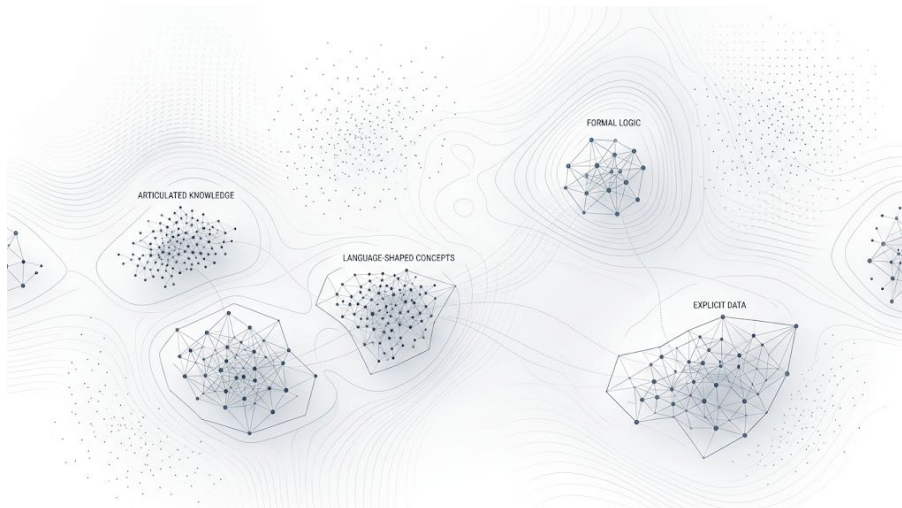 FORMAL LOGIC
ARTICULATED KNOWLEDGE
LANGUAGE-SHAPED CONCEPTS
EXPLICIT DATA